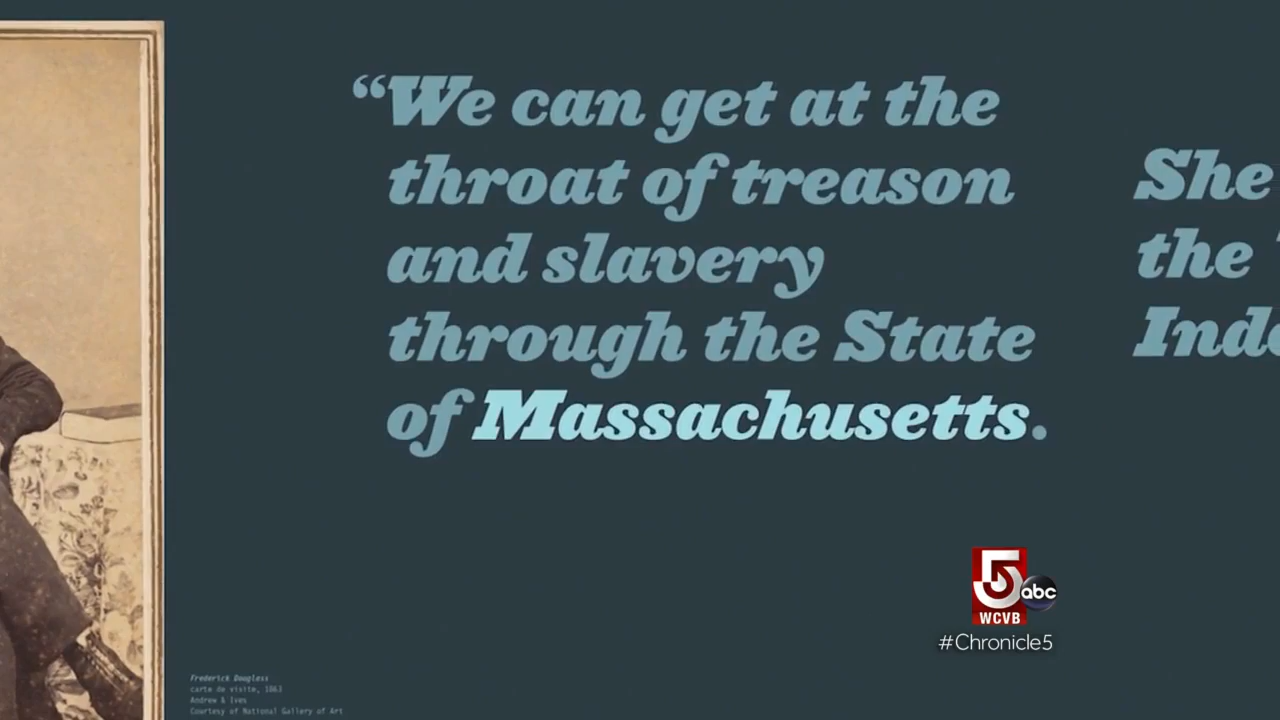 “We can get at the
throat of treason
and slavery
through the State
of Massachusetts.
She
the
Inde
5
abc
WCVB
#Chronicle5
Frederick Douglass
carte de visite, 1863
Andrew & Ives
Courtesy of National Gallery of Art